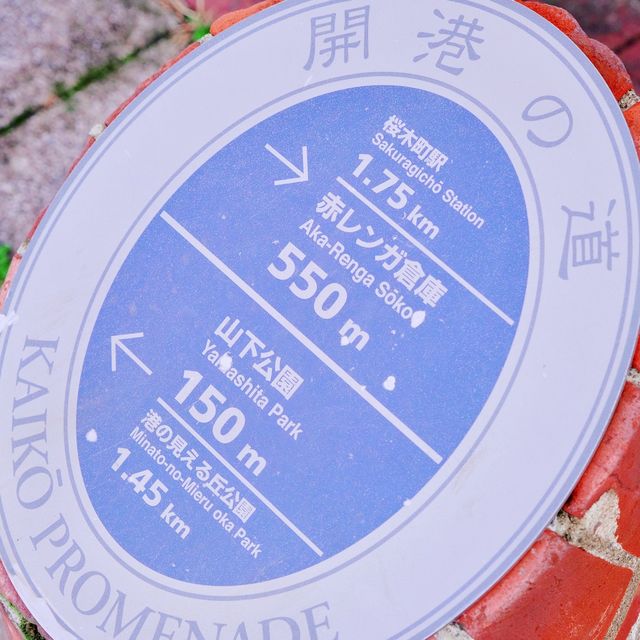 開港の道
桜木町駅
Sakuragichō Station
1.75 km
赤レンガ倉庫
Aka-Renga Sōko
550 m
山下公園
Yamashita Park
150 m
港の見える丘公園
Minato-no-Mieru oka Park
1.45 km
KAIKŌ PROMENADE